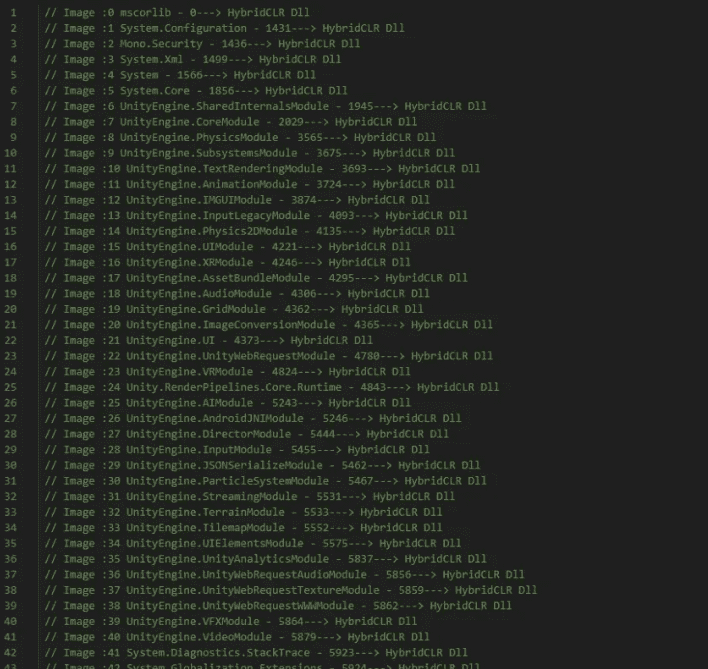 1 // Image :0 mscorlib - 0---> HybridCLR Dll
2 // Image :1 System.Configuration - 1431---> HybridCLR Dll
3 // Image :2 Mono.Security - 1436---> HybridCLR Dll
4 // Image :3 System.Xml - 1499---> HybridCLR Dll
5 // Image :4 System - 1566---> HybridCLR Dll
6 // Image :5 System.Core - 1856---> HybridCLR Dll
7 // Image :6 UnityEngine.SharedInternalsModule - 1945---> HybridCLR Dll
8 // Image :7 UnityEngine.CoreModule - 2029---> HybridCLR Dll
9 // Image :8 UnityEngine.PhysicsModule - 3565---> HybridCLR Dll
10 // Image :9 UnityEngine.SubsystemsModule - 3675---> HybridCLR Dll
11 // Image :10 UnityEngine.TextRenderingModule - 3693---> HybridCLR Dll
12 // Image :11 UnityEngine.AnimationModule - 3724---> HybridCLR Dll
13 // Image :12 UnityEngine.IMGUIModule - 3874---> HybridCLR Dll
14 // Image :13 UnityEngine.InputLegacyModule - 4093---> HybridCLR Dll
15 // Image :14 UnityEngine.Physics2DModule - 4135---> HybridCLR Dll
16 // Image :15 UnityEngine.UIModule - 4221---> HybridCLR Dll
17 // Image :16 UnityEngine.XRModule - 4246---> HybridCLR Dll
18 // Image :17 UnityEngine.AssetBundleModule - 4295---> HybridCLR Dll
19 // Image :18 UnityEngine.AudioModule - 4306---> HybridCLR Dll
20 // Image :19 UnityEngine.GridModule - 4362---> HybridCLR Dll
21 // Image :20 UnityEngine.ImageConversionModule - 4365---> HybridCLR Dll
22 // Image :21 UnityEngine.UI - 4373---> HybridCLR Dll
23 // Image :22 UnityEngine.UnityWebRequestModule - 4780---> HybridCLR Dll
24 // Image :23 UnityEngine.VRModule - 4824---> HybridCLR Dll
25 // Image :24 Unity.RenderPipelines.Core.Runtime - 4843---> HybridCLR Dll
26 // Image :25 UnityEngine.AIModule - 5243---> HybridCLR Dll
27 // Image :26 UnityEngine.AndroidJNIModule - 5246---> HybridCLR Dll
28 // Image :27 UnityEngine.DirectorModule - 5444---> HybridCLR Dll
29 // Image :28 UnityEngine.InputModule - 5455---> HybridCLR Dll
30 // Image :29 UnityEngine.JSONSerializeModule - 5462---> HybridCLR Dll
31 // Image :30 UnityEngine.ParticleSystemModule - 5467---> HybridCLR Dll
32 // Image :31 UnityEngine.StreamingModule - 5531---> HybridCLR Dll
33 // Image :32 UnityEngine.TerrainModule - 5533---> HybridCLR Dll
34 // Image :33 UnityEngine.TilemapModule - 5552---> HybridCLR Dll
35 // Image :34 UnityEngine.UIElementsModule - 5575---> HybridCLR Dll
36 // Image :35 UnityEngine.UnityAnalyticsModule - 5837---> HybridCLR Dll
37 // Image :36 UnityEngine.UnityWebRequestAudioModule - 5856---> HybridCLR Dll
38 // Image :37 UnityEngine.UnityWebRequestTextureModule - 5859---> HybridCLR Dll
39 // Image :38 UnityEngine.UnityWebRequestWWWModule - 5862---> HybridCLR Dll
40 // Image :39 UnityEngine.VFXModule - 5864---> HybridCLR Dll
41 // Image :40 UnityEngine.VideoModule - 5879---> HybridCLR Dll
42 // Image :41 System.Diagnostics.StackTrace - 5923---> HybridCLR Dll
43 // Image :42 System.Globalization.Extensions - 5924---> HybridCLR Dll